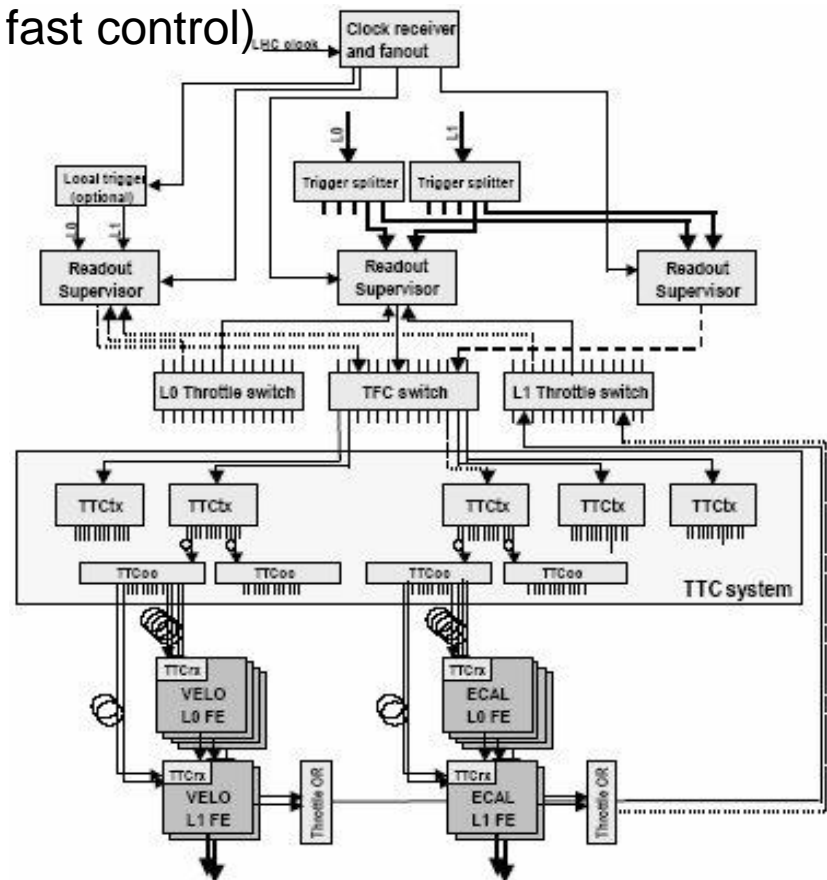 fast control)
LHC clock
Clock receiver
and fanout
L0
L1
Local trigger
(optional)
Trigger splitter
Trigger splitter
L0
L1
Readout
Supervisor
Readout
Supervisor
Readout
Supervisor
L0 Throttle switch
TFC switch
L1 Throttle switch
TTCtx
TTCtx
TTCtx
TTCtx
TTCtx
TTCoc
TTCoc
TTCoc
TTCoc
TTC system
TTCrx
VELO
L0 FE
TTCrx
ECAL
L0 FE
TTCrx
VELO
L1 FE
Throttle OR
TTCrx
ECAL
L1 FE
Throttle OR